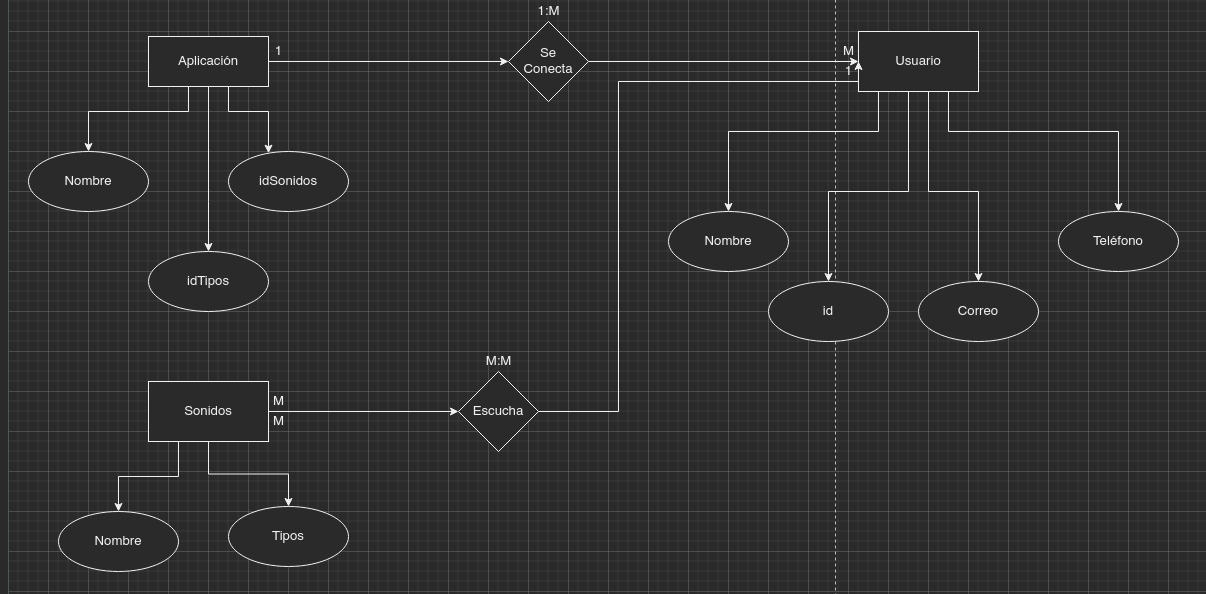 1:M
Aplicación
1
Se
Conecta
M
1
Usuario
Nombre
idSonidos
idTipos
Nombre
id
Correo
Teléfono
M:M
Sonidos
M
M
Escucha
Nombre
Tipos